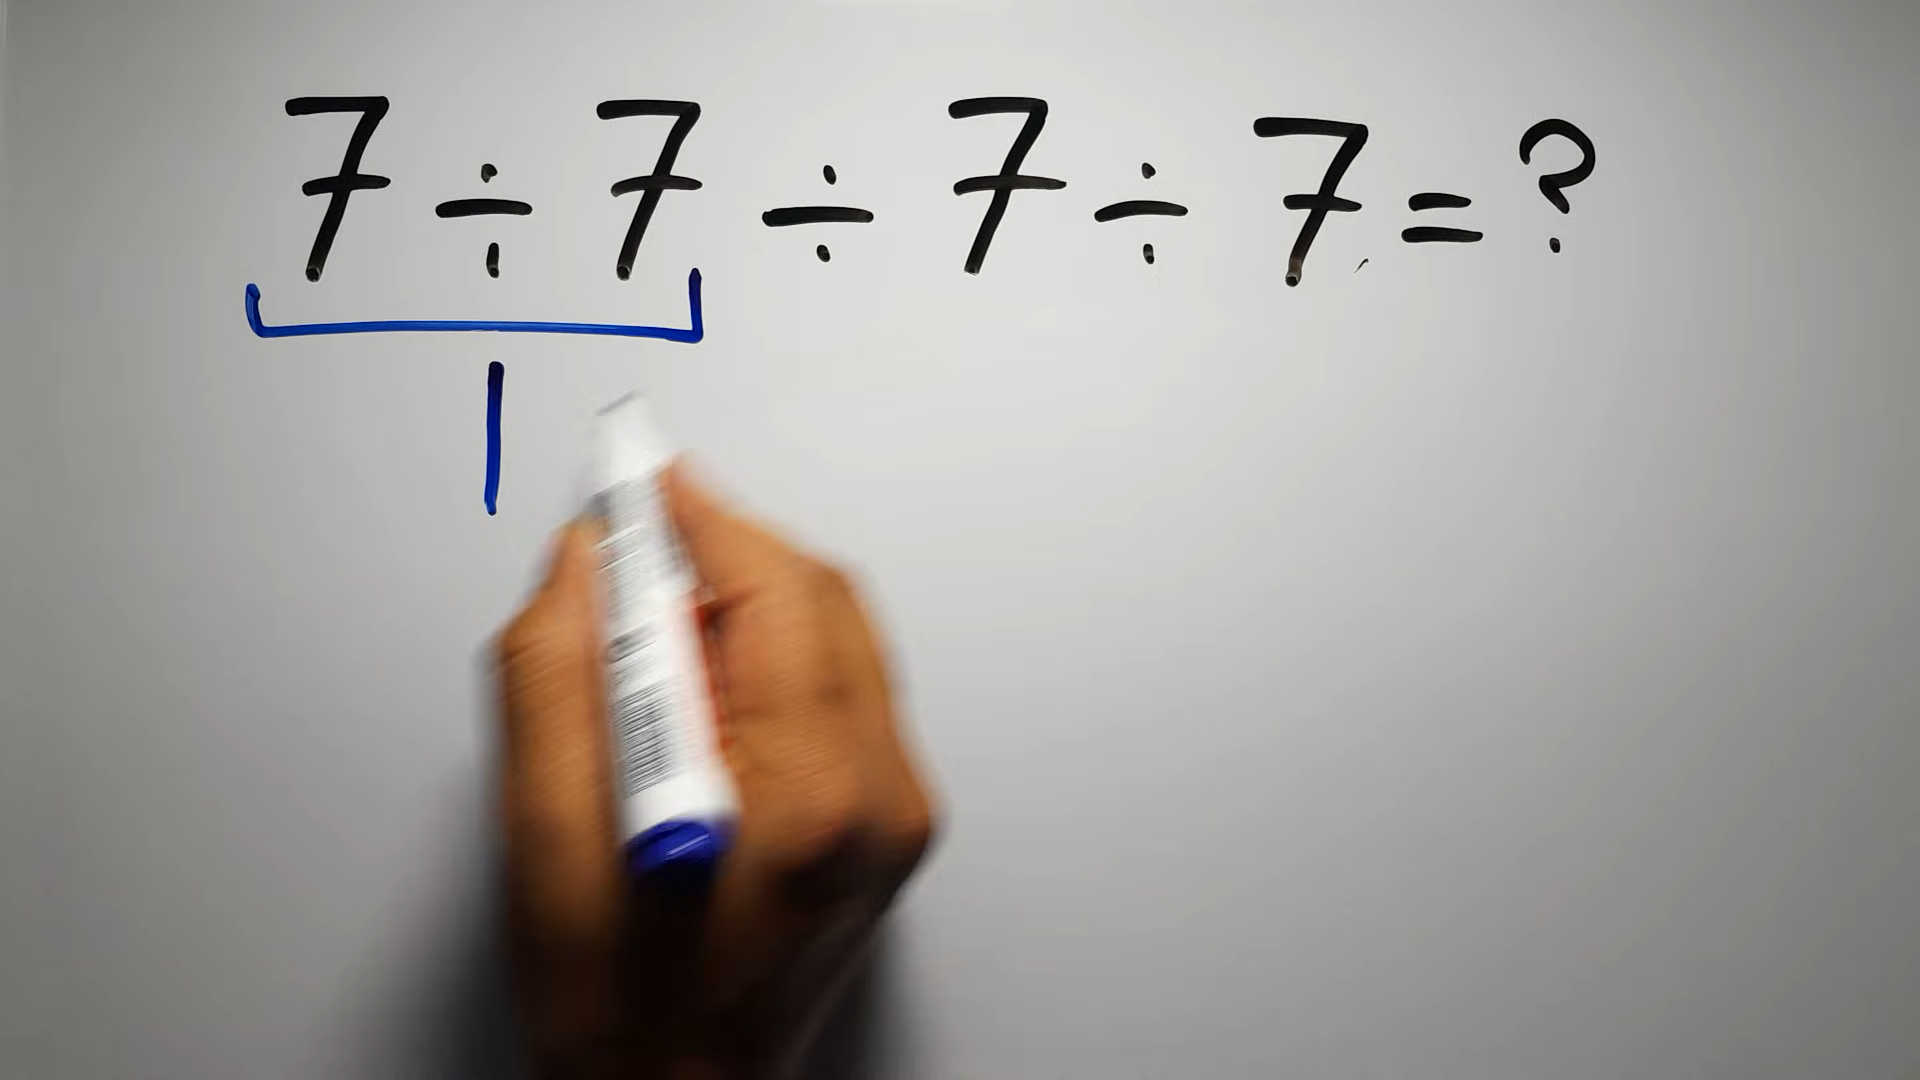 7 ÷ 7 ÷ 7 ÷ 7 = ?
1